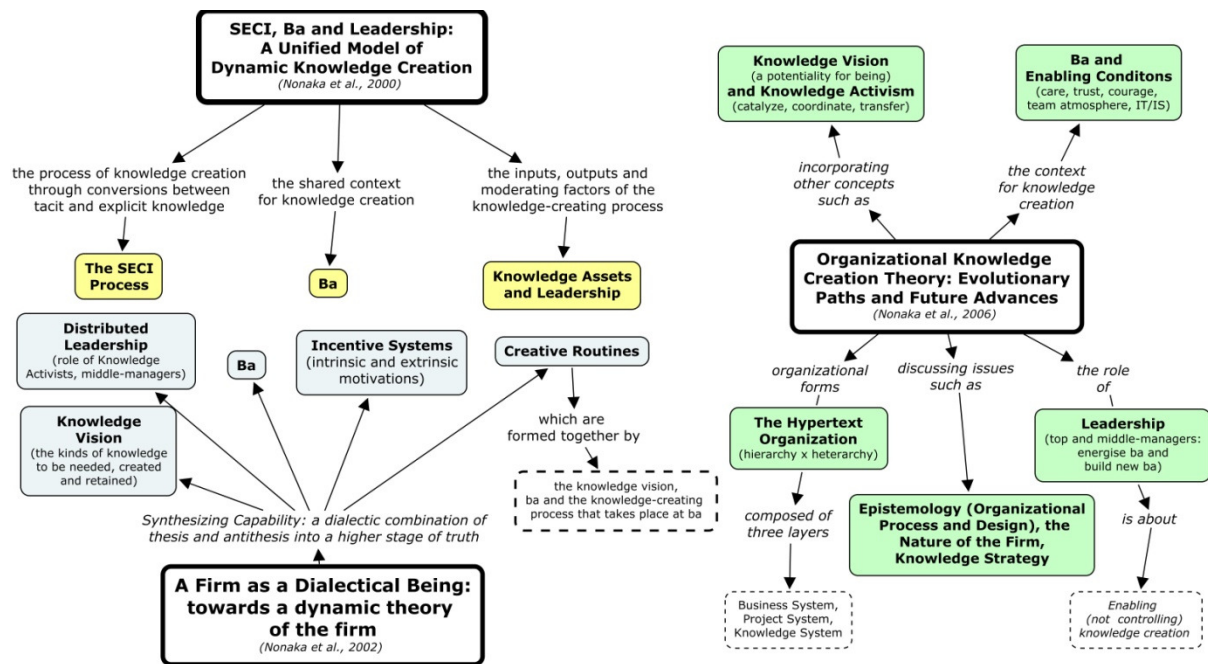 SECI, Ba and Leadership:
A Unified Model of
Dynamic Knowledge Creation
(Nonaka et al., 2000)
the process of knowledge creation
through conversions between
tacit and explicit knowledge
the shared context
for knowledge creation
the inputs, outputs and
moderating factors of the
knowledge-creating process
The SECI
Process
Ba
Knowledge Assets
and Leadership
Distributed
Leadership
(role of Knowledge
Activists, middle-managers)
Ba
Incentive Systems
(intrinsic and extrinsic
motivations)
Creative Routines
Knowledge
Vision
(the kinds of knowledge
to be needed, created
and retained)
which are
formed together by
the knowledge vision,
ba and the knowledge-creating
process that takes place at ba
Synthesizing Capability: a dialectic combination of
thesis and antithesis into a higher stage of truth
A Firm as a Dialectical Being:
towards a dynamic theory
of the firm
(Nonaka et al., 2002)
Knowledge Vision
(a potentiality for being)
and Knowledge Activism
(catalyze, coordinate, transfer)
Ba and
Enabling Conditons
(care, trust, courage,
team atmosphere, IT/IS)
incorporating
other concepts
such as
the context
for knowledge
creation
Organizational Knowledge
Creation Theory: Evolutionary
Paths and Future Advances
(Nonaka et al., 2006)
organizational
forms
discussing issues
such as
the role
of
The Hypertext
Organization
(hierarchy x heterarchy)
Leadership
(top and middle-managers:
energise ba and
build new ba)
composed of
three layers
Epistemology (Organizational
Process and Design), the
Nature of the Firm,
Knowledge Strategy
is about
Business System,
Project System,
Knowledge System
Enabling
(not controlling)
knowledge creation